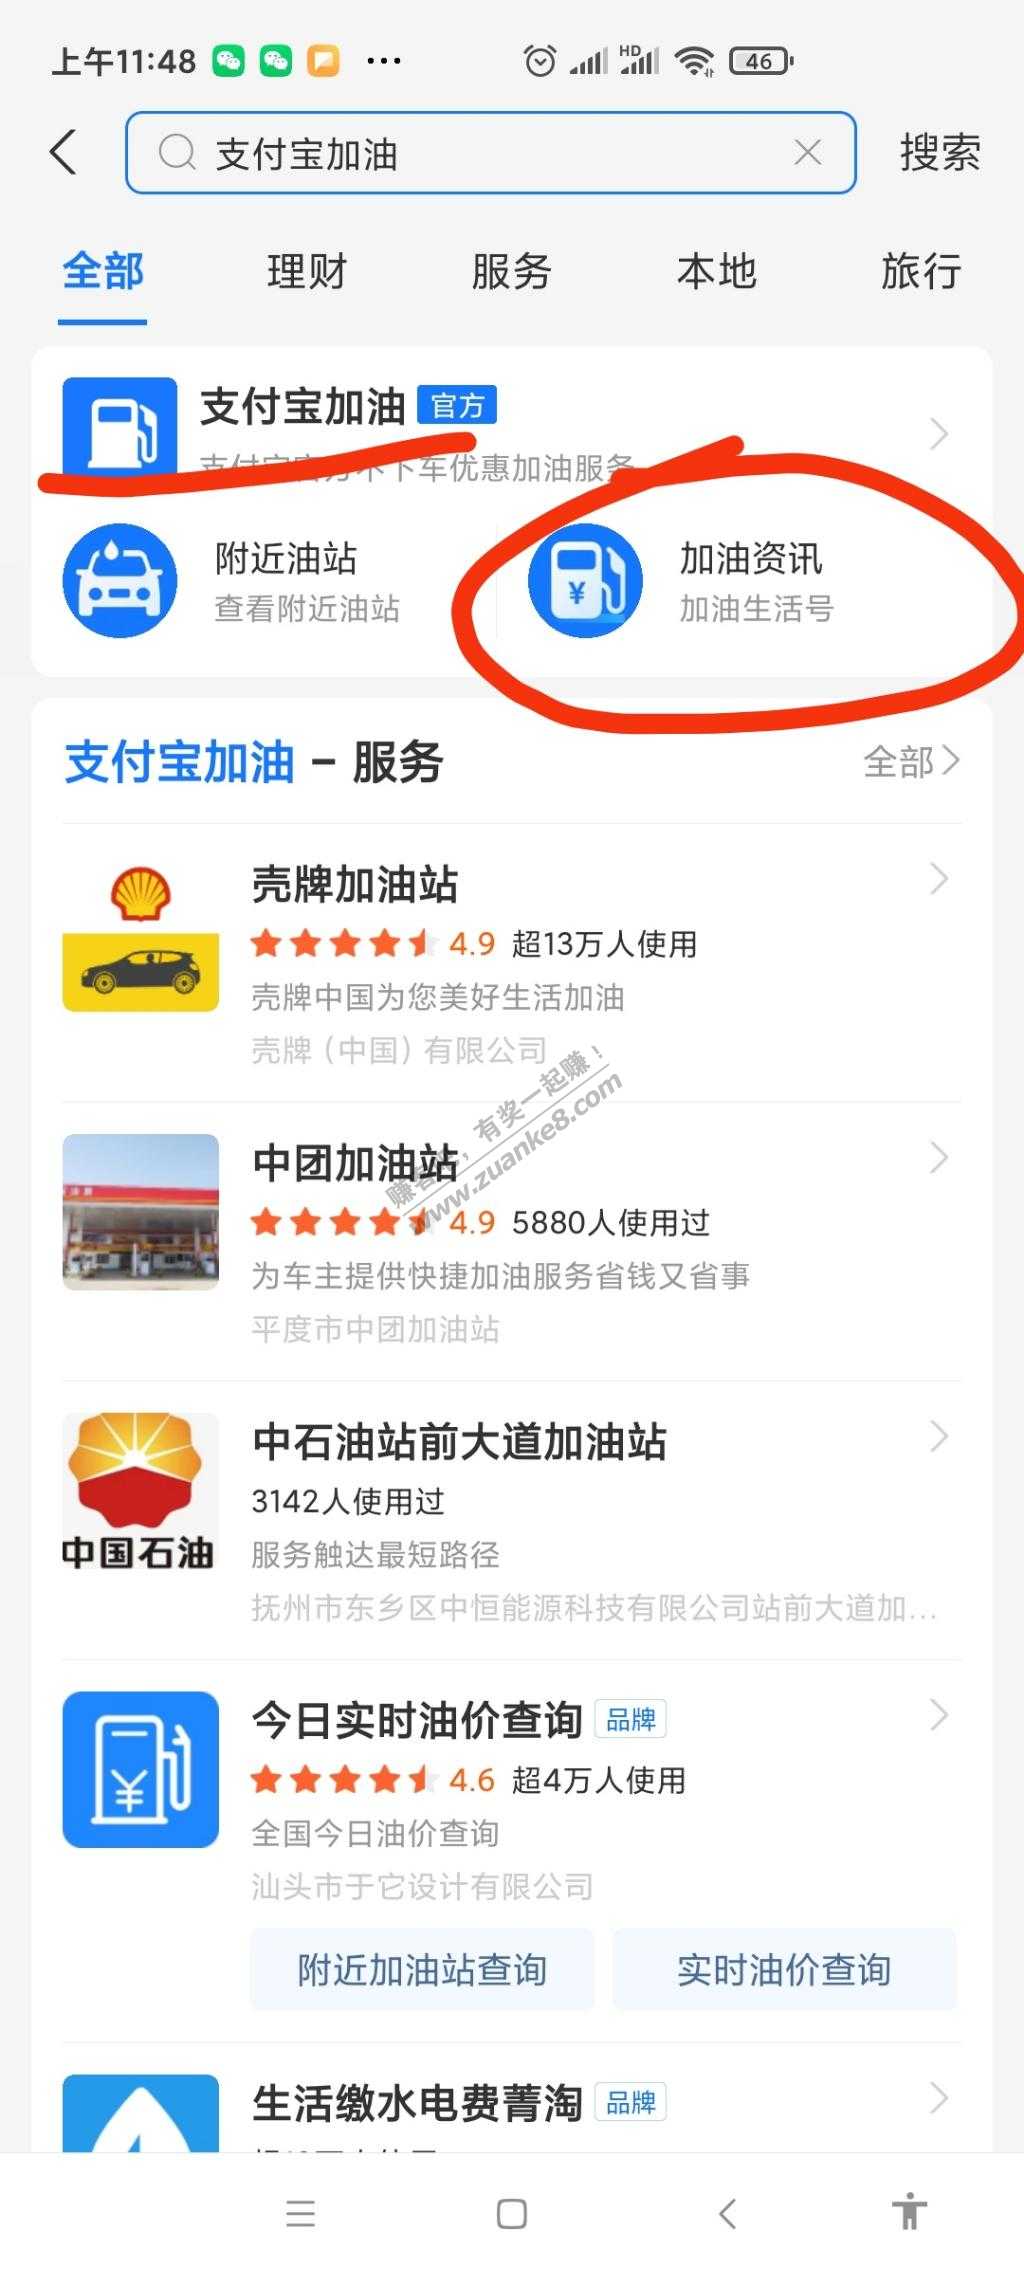 上午11:48 HD 46
支付宝加油 搜索
全部 理财 服务 本地 旅行
支付宝加油 官方
不下车优惠加油服务
附近油站 加油资讯
查看附近油站 加油生活号
支付宝加油 – 服务 全部
壳牌加油站
4.9 超13万人使用
壳牌中国为您美好生活加油
壳牌（中国）有限公司
赚客吧，有奖一起赚！
www.zuanke8.com
中团加油站
4.9 5880人使用过
为车主提供快捷加油服务省钱又省事
平度市中团加油站
中石油站前大道加油站
3142人使用过
中国石油
服务触达最短路径
抚州市东乡区中恒能源科技有限公司站前大道加...
今日实时油价查询 品牌
4.6 超4万人使用
全国今日油价查询
汕头市于它设计有限公司
附近加油站查询 实时油价查询
生活缴水电费菁淘 品牌